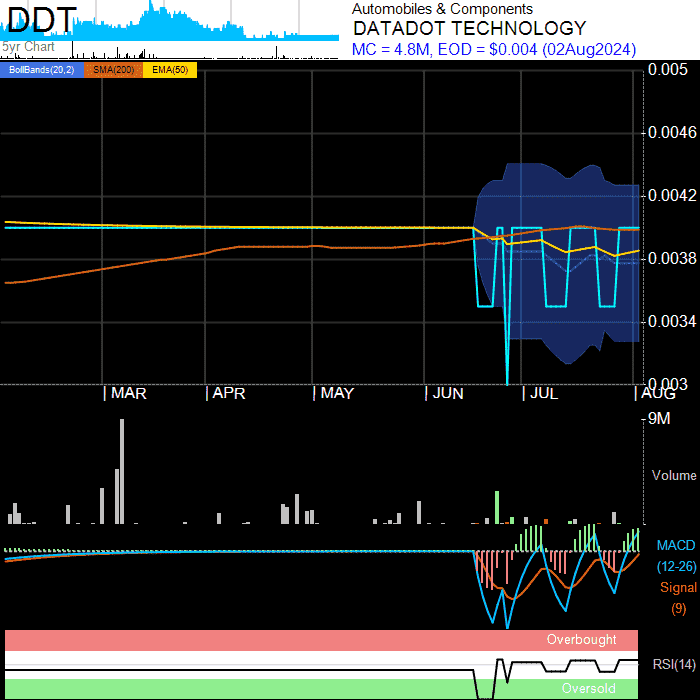 DDT
5yr Chart
Automobiles & Components
DATADOT TECHNOLOGY
MC = 4.8M, EOD = $0.004 (02Aug2024)
BollBands(20,2) SMA(200) EMA(50)
0.005
0.0046
0.0042
0.0038
0.0034
0.003
MAR APR MAY JUN JUL AUG
9M
Volume
MACD
(12-26)
Signal
(9)
Overbought
RSI(14)
Oversold